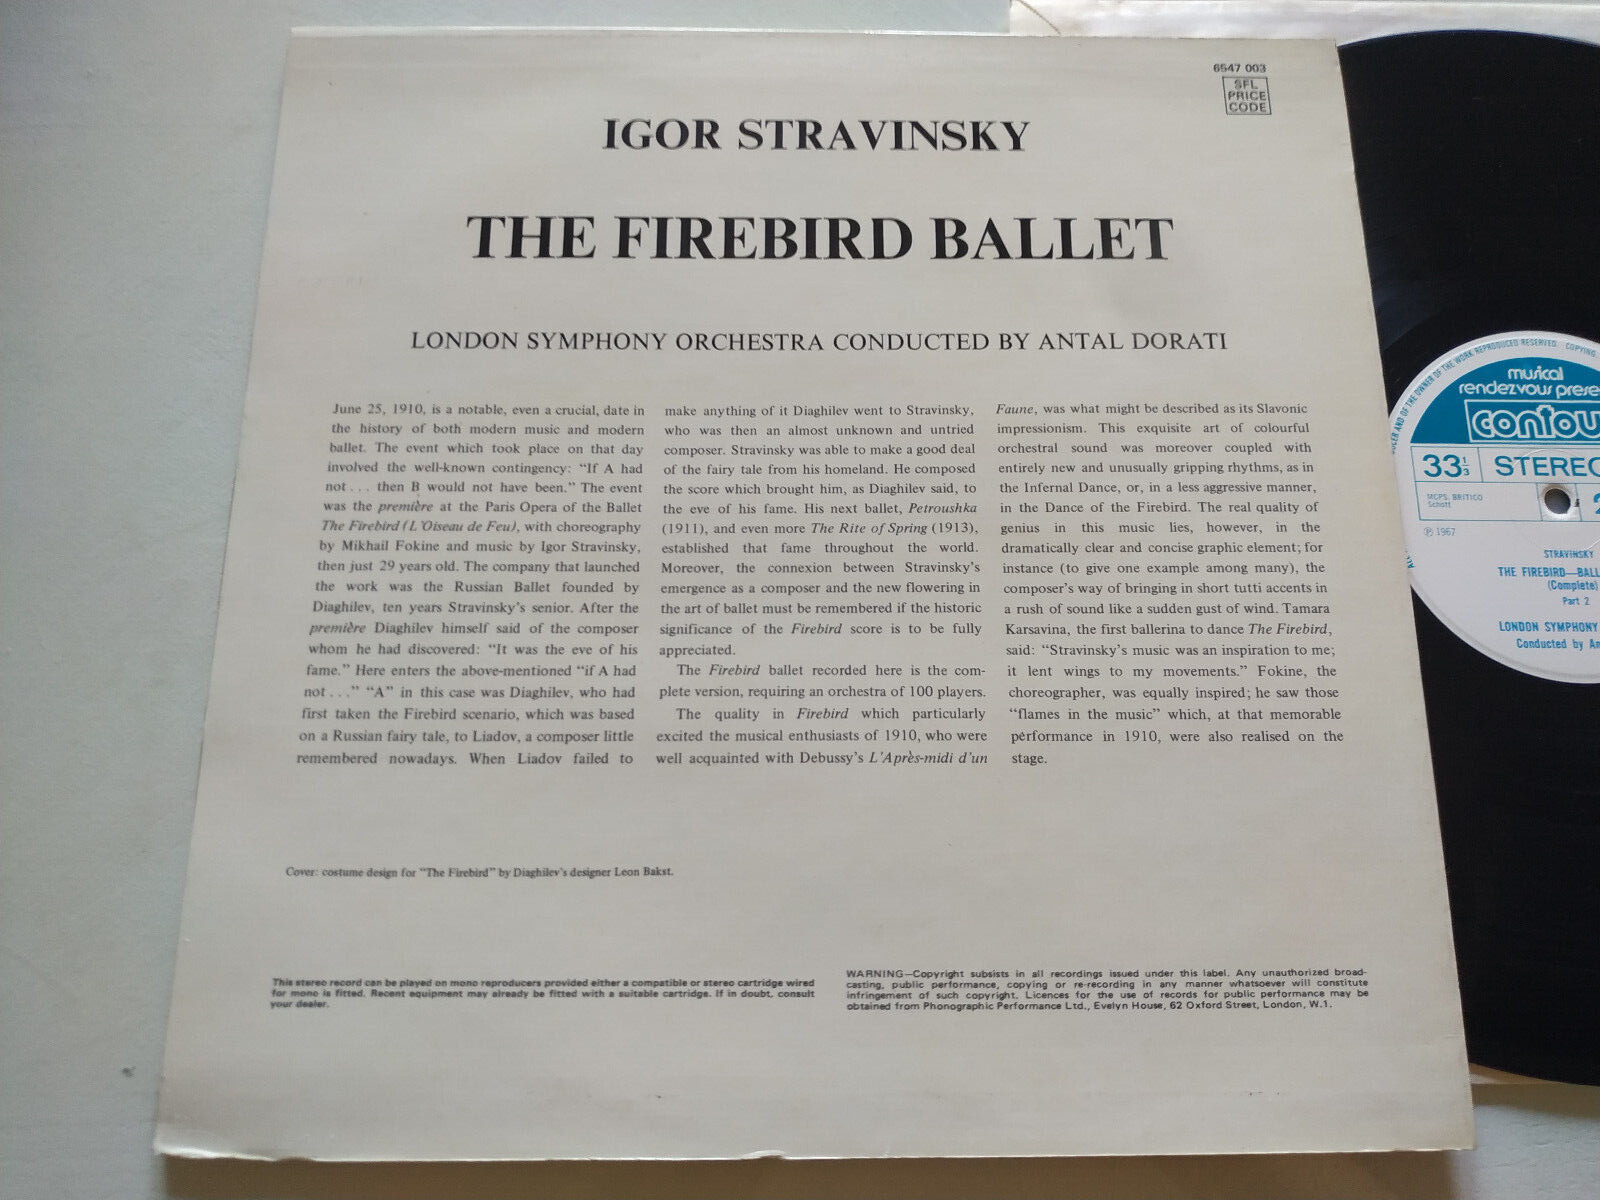 6547 003
SFL
PRICE
CODE
IGOR STRAVINSKY
THE FIREBIRD BALLET
LONDON SYMPHONY ORCHESTRA CONDUCTED BY ANTAL DORATI
June 25, 1910, is a notable, even a crucial, date in
the history of both modern music and modern
ballet. The event which took place on that day
involved the well-known contingency: “If A had
not . . . then B would not have been.” The event
was the première at the Paris Opera of the Ballet
The Firebird (L'Oiseau de Feu), with choreography
by Mikhail Fokine and music by Igor Stravinsky,
then just 29 years old. The company that launched
the work was the Russian Ballet founded by
Diaghilev, ten years Stravinsky's senior. After the
première Diaghilev himself said of the composer
whom he had discovered: “It was the eve of his
fame.” Here enters the above-mentioned “if A had
not . . .” “A” in this case was Diaghilev, who had
first taken the Firebird scenario, which was based
on a Russian fairy tale, to Liadov, a composer little
remembered nowadays. When Liadov failed to
make anything of it Diaghilev went to Stravinsky,
who was then an almost unknown and untried
composer. Stravinsky was able to make a good deal
of the fairy tale from his homeland. He composed
the score which brought him, as Diaghilev said, to
the eve of his fame. His next ballet, Petroushka
(1911), and even more The Rite of Spring (1913),
established that fame throughout the world.
Moreover, the connexion between Stravinsky's
emergence as a composer and the new flowering in
the art of ballet must be remembered if the historic
significance of the Firebird score is to be fully
appreciated.
The Firebird ballet recorded here is the com-
plete version, requiring an orchestra of 100 players.
The quality in Firebird which particularly
excited the musical enthusiasts of 1910, who were
well acquainted with Debussy's L'Après-midi d'un
Faune, was what might be described as its Slavonic
impressionism. This exquisite art of colourful
orchestral sound was moreover coupled with
entirely new and unusually gripping rhythms, as in
the Infernal Dance, or, in a less aggressive manner,
in the Dance of the Firebird. The real quality of
genius in this music lies, however, in the
dramatically clear and concise graphic element; for
instance (to give one example among many), the
composer's way of bringing in short tutti accents in
a rush of sound like a sudden gust of wind. Tamara
Karsavina, the first ballerina to dance The Firebird,
said: “Stravinsky's music was an inspiration to me;
it lent wings to my movements.” Fokine, the
choreographer, was equally inspired; he saw those
“flames in the music” which, at that memorable
performance in 1910, were also realised on the
stage.
Cover: costume design for “The Firebird” by Diaghilev's designer Leon Bakst.
This stereo record can be played on mono reproducers provided either a compatible or stereo cartridge wired
for mono is fitted. Recent equipment may already be fitted with a suitable cartridge. If in doubt, consult
your dealer.
WARNING—Copyright subsists in all recordings issued under this label. Any unauthorized broad-
casting, public performance, copying or re-recording in any manner whatsoever will constitute
infringement of such copyright. Licences for the use of records for public performance may be
obtained from Phonographic Performance Ltd., Evelyn House, 62 Oxford Street, London, W.1.
OWNER OF THE WORK REPRODUCED RESERVED. COPYING,
musical
rendezvous prese
contou
33⅓ STEREO
MCPS. BRITICO
Schott
2
℗ 1967
STRAVINSKY
THE FIREBIRD—BALL
(Complete)
Part 2
LONDON SYMPHONY
Conducted by An